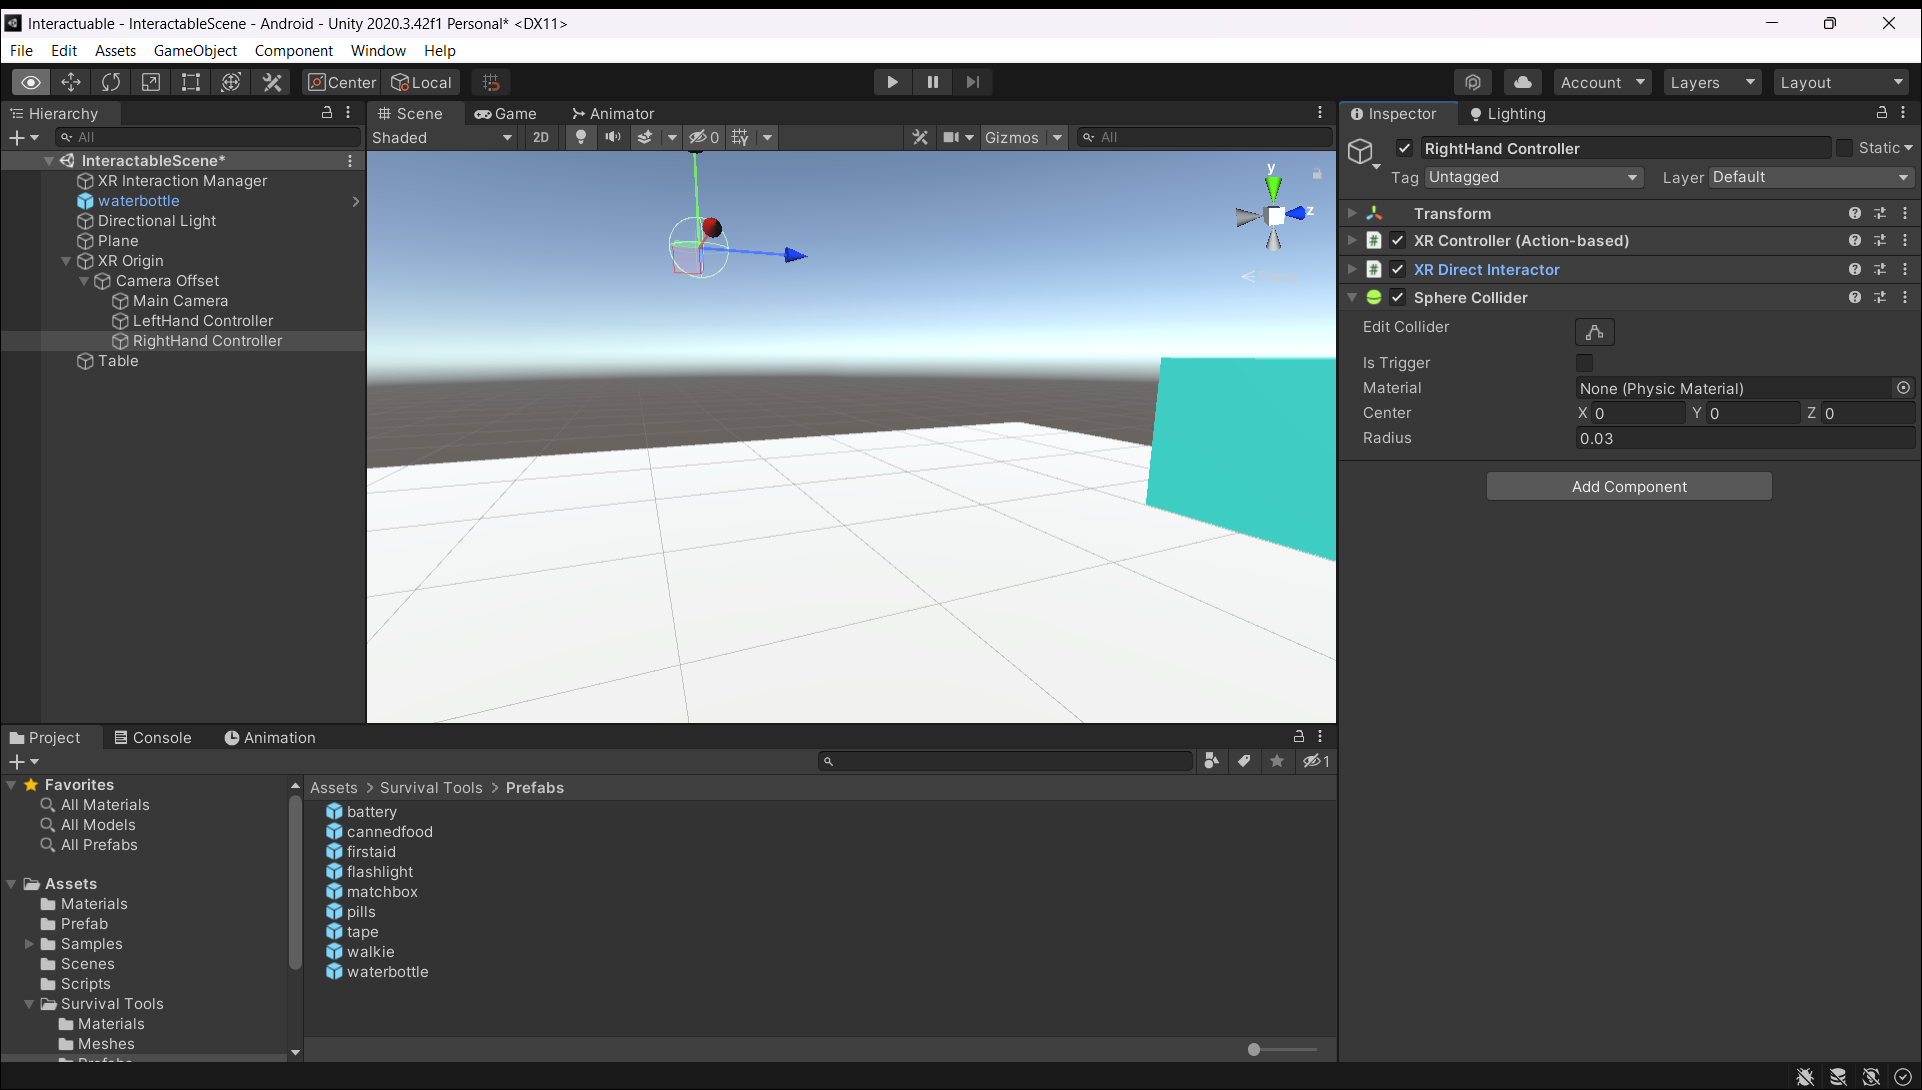 Interactuable - InteractableScene - Android - Unity 2020.3.42f1 Personal* <DX11>
File Edit Assets GameObject Component Window Help
Center Local Account Layers Layout
Hierarchy
All
InteractableScene*
XR Interaction Manager
waterbottle
Directional Light
Plane
XR Origin
Camera Offset
Main Camera
LeftHand Controller
RightHand Controller
Table
Scene Game Animator
Shaded 2D 0 Gizmos All
y
z
Inspector Lighting
RightHand Controller Static
Tag Untagged Layer Default
Transform
XR Controller (Action-based)
XR Direct Interactor
Sphere Collider
Edit Collider
Is Trigger
Material None (Physic Material)
Center X 0 Y 0 Z 0
Radius 0.03
Add Component
Project Console Animation
1
Favorites
All Materials
All Models
All Prefabs
Assets
Materials
Prefab
Samples
Scenes
Scripts
Survival Tools
Materials
Meshes
Prefabs
Assets > Survival Tools > Prefabs
battery
cannedfood
firstaid
flashlight
matchbox
pills
tape
walkie
waterbottle